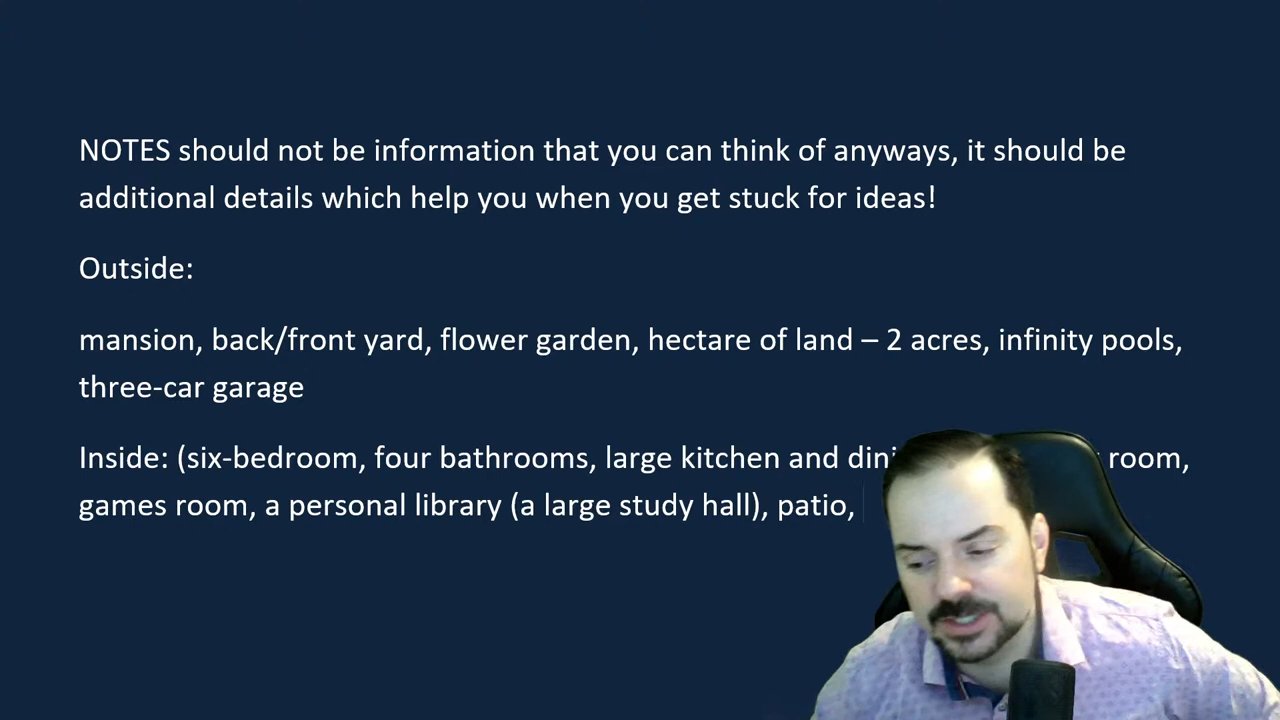 NOTES should not be information that you can think of anyways, it should be
additional details which help you when you get stuck for ideas!
Outside:
mansion, back/front yard, flower garden, hectare of land – 2 acres, infinity pools,
three-car garage
Inside: (six-bedroom, four bathrooms, large kitchen and room,
games room, a personal library (a large study hall), patio,